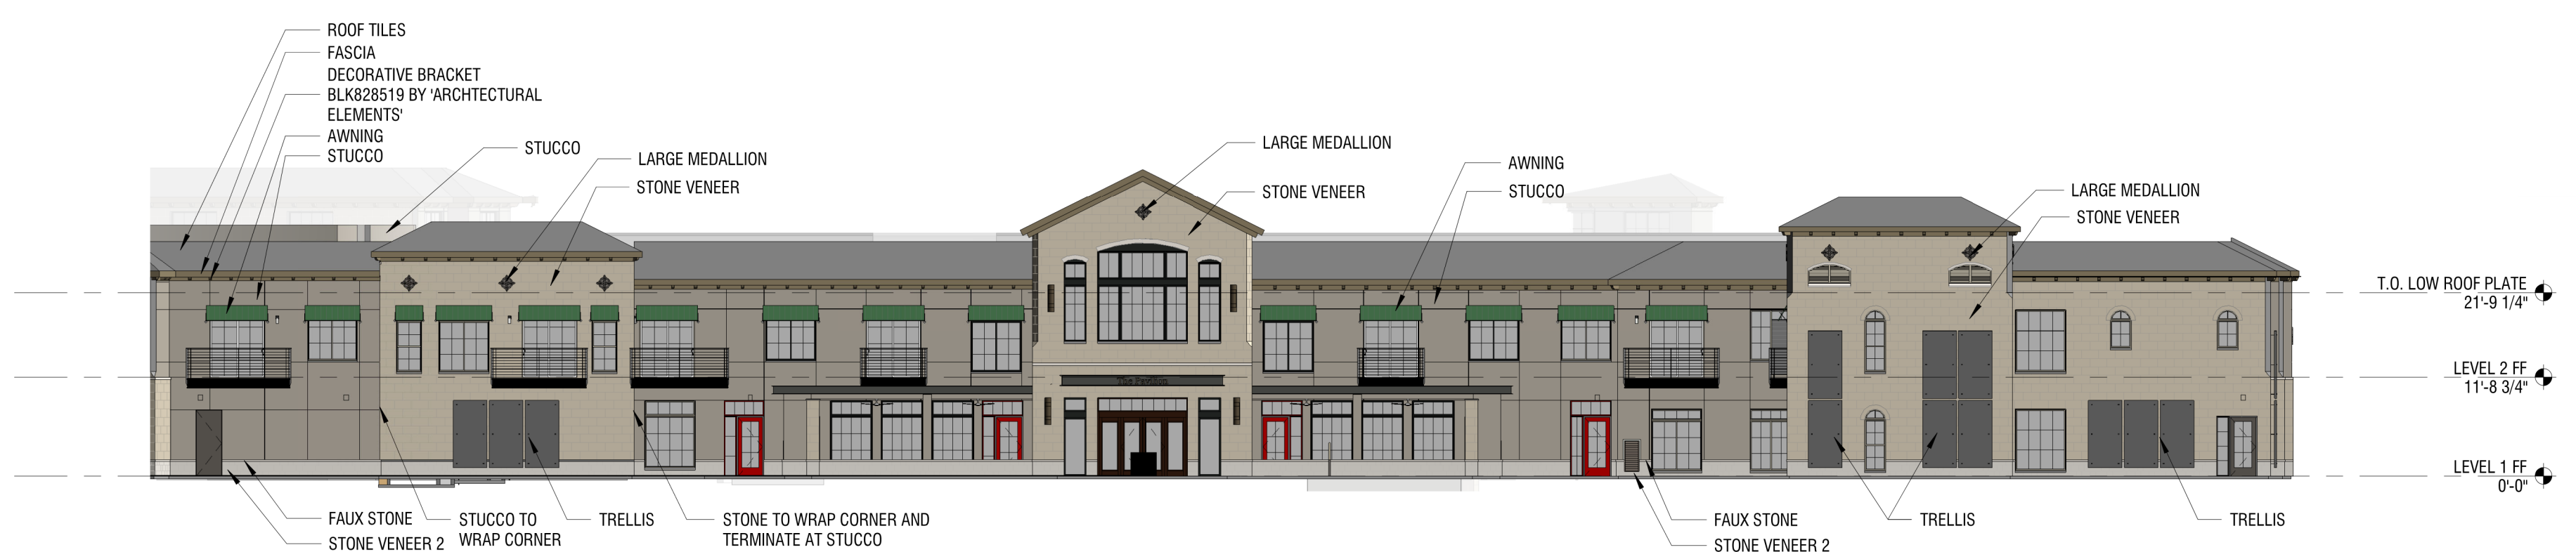 ROOF TILES
FASCIA
DECORATIVE BRACKET
BLK828519 BY 'ARCHTECTURAL
ELEMENTS'
AWNING
STUCCO
STUCCO
LARGE MEDALLION
STONE VENEER
LARGE MEDALLION
STONE VENEER
AWNING
STUCCO
LARGE MEDALLION
STONE VENEER
T.O. LOW ROOF PLATE
21'-9 1/4"
LEVEL 2 FF
11'-8 3/4"
LEVEL 1 FF
0'-0"
The Pavilion
FAUX STONE
STONE VENEER 2
STUCCO TO
WRAP CORNER
TRELLIS
STONE TO WRAP CORNER AND
TERMINATE AT STUCCO
FAUX STONE
STONE VENEER 2
TRELLIS
TRELLIS